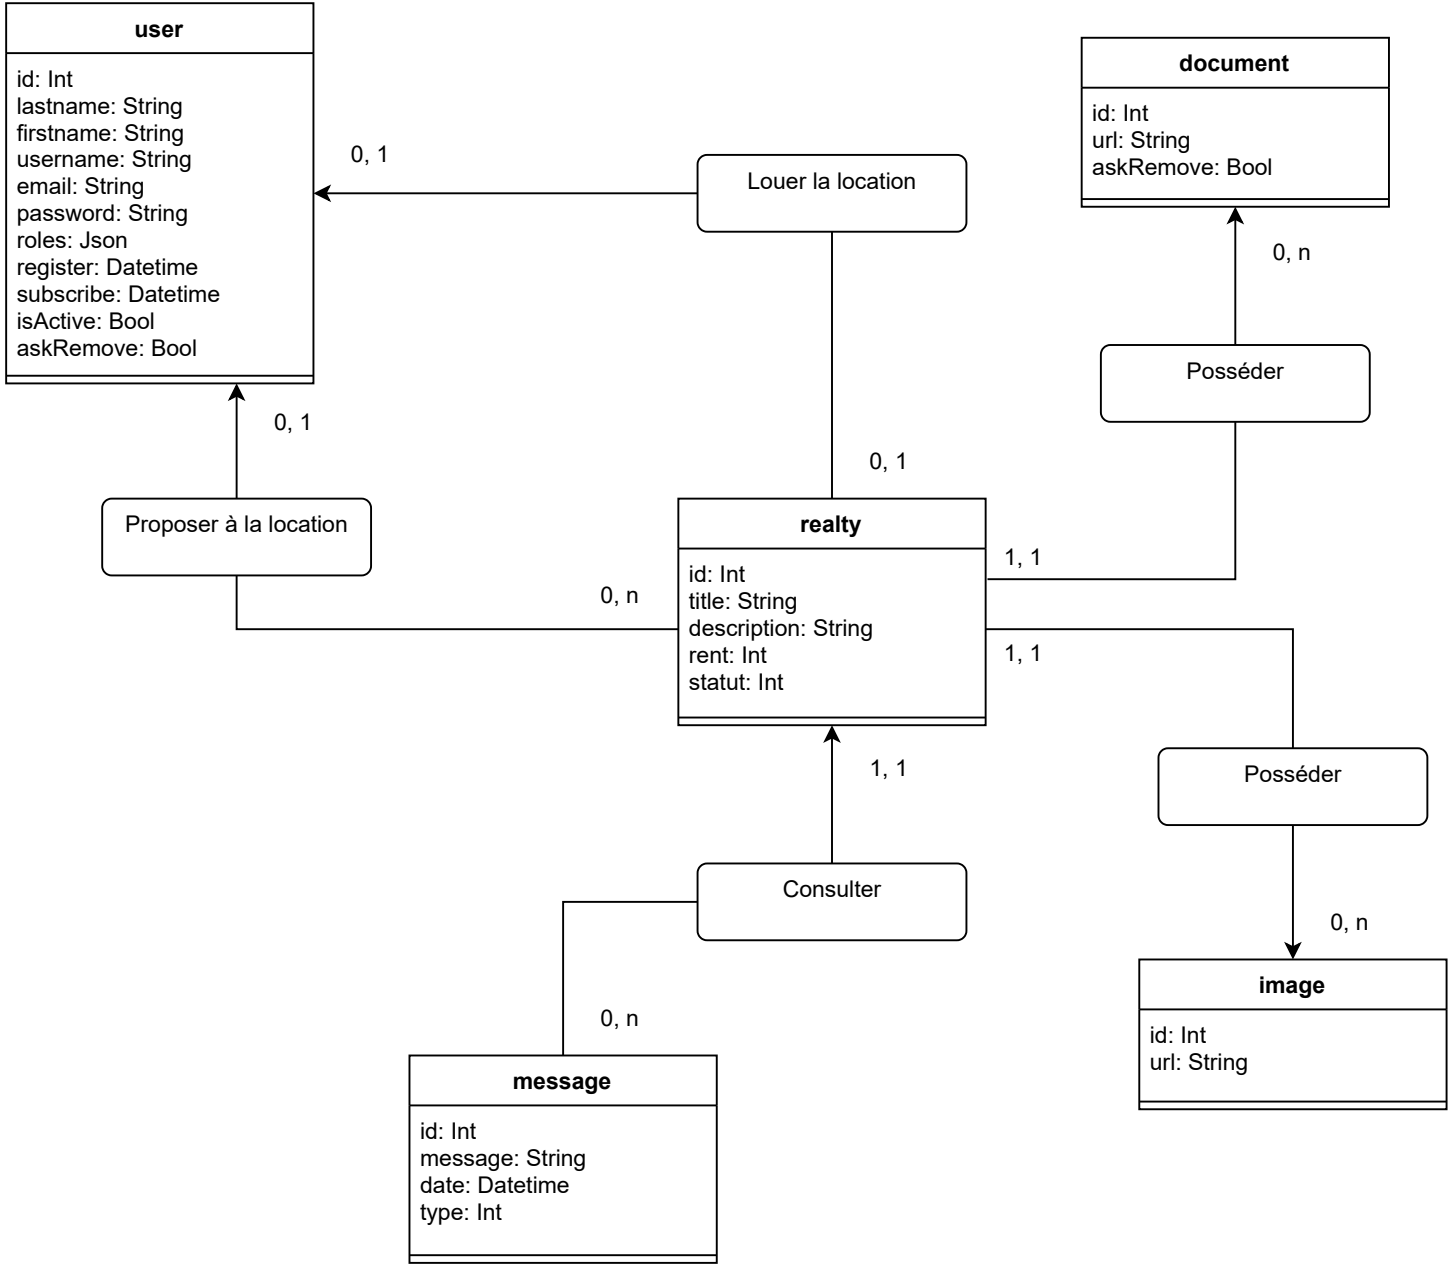 user
id: Int
lastname: String
firstname: String
username: String
email: String
password: String
roles: Json
register: Datetime
subscribe: Datetime
isActive: Bool
askRemove: Bool
document
id: Int
url: String
askRemove: Bool
0, 1
Louer la location
0, n
Posséder
0, 1
0, 1
Proposer à la location
0, n
realty
id: Int
title: String
description: String
rent: Int
statut: Int
1, 1
1, 1
Posséder
1, 1
Consulter
0, n
0, n
image
id: Int
url: String
message
id: Int
message: String
date: Datetime
type: Int